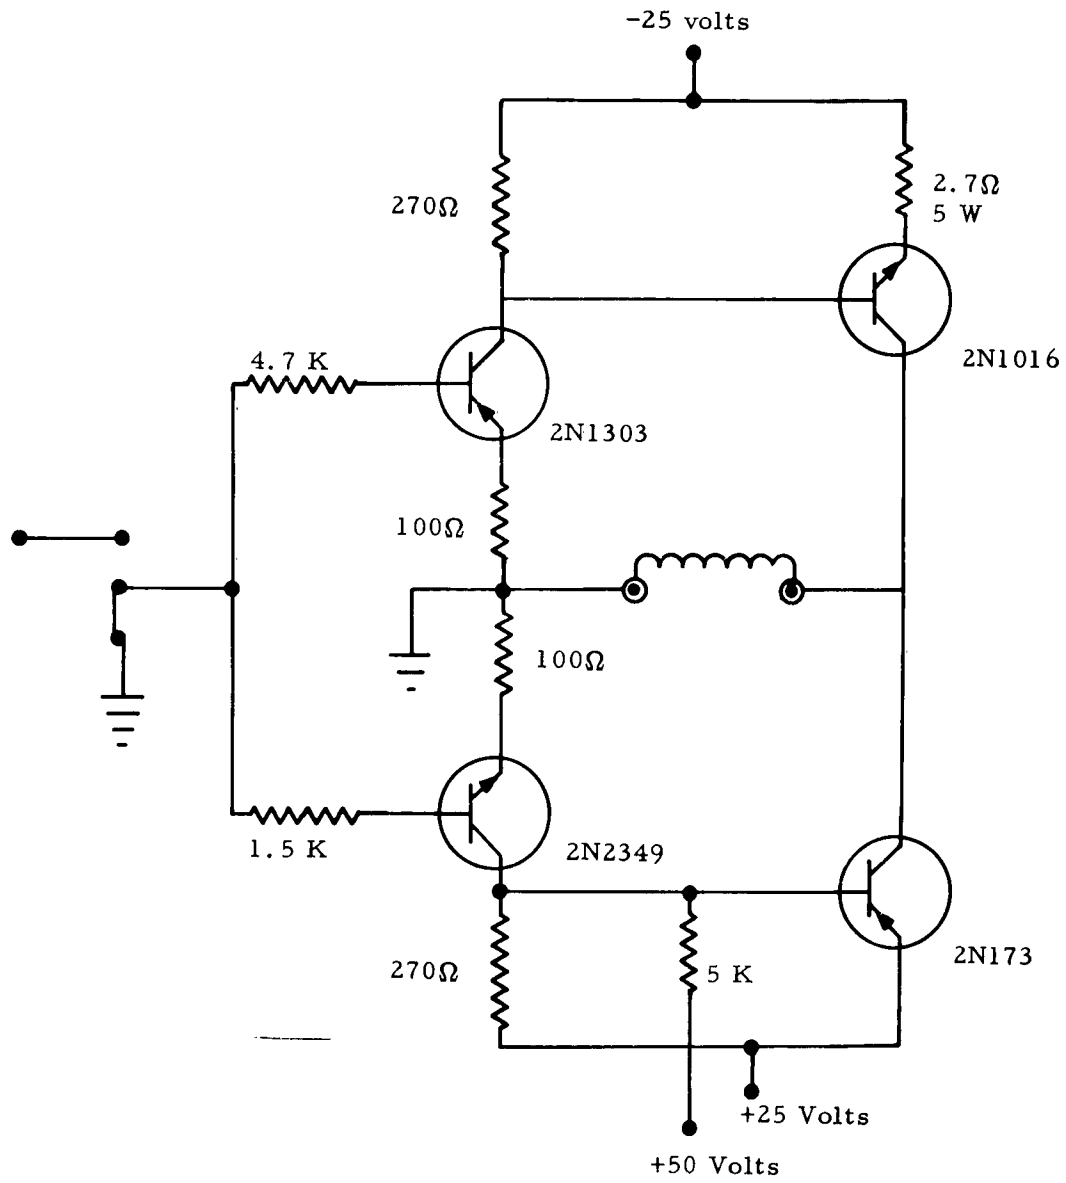 -25 volts
270Ω
2.7Ω
5 W
2N1016
4.7 K
2N1303
100Ω
100Ω
1.5 K
2N2349
270Ω
5 K
2N173
+25 Volts
+50 Volts